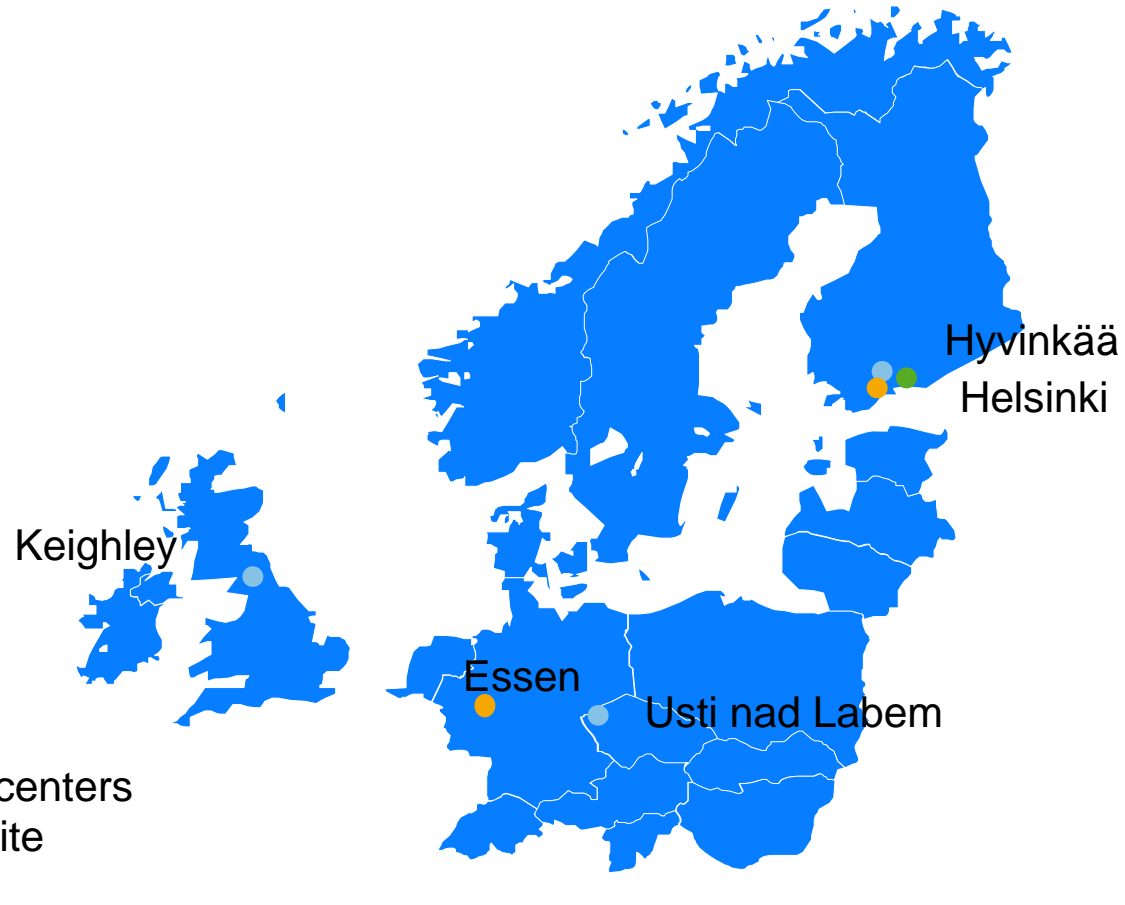 Hyvinkää
Helsinki
Keighley
Essen
Usti nad Labem
centers
ite